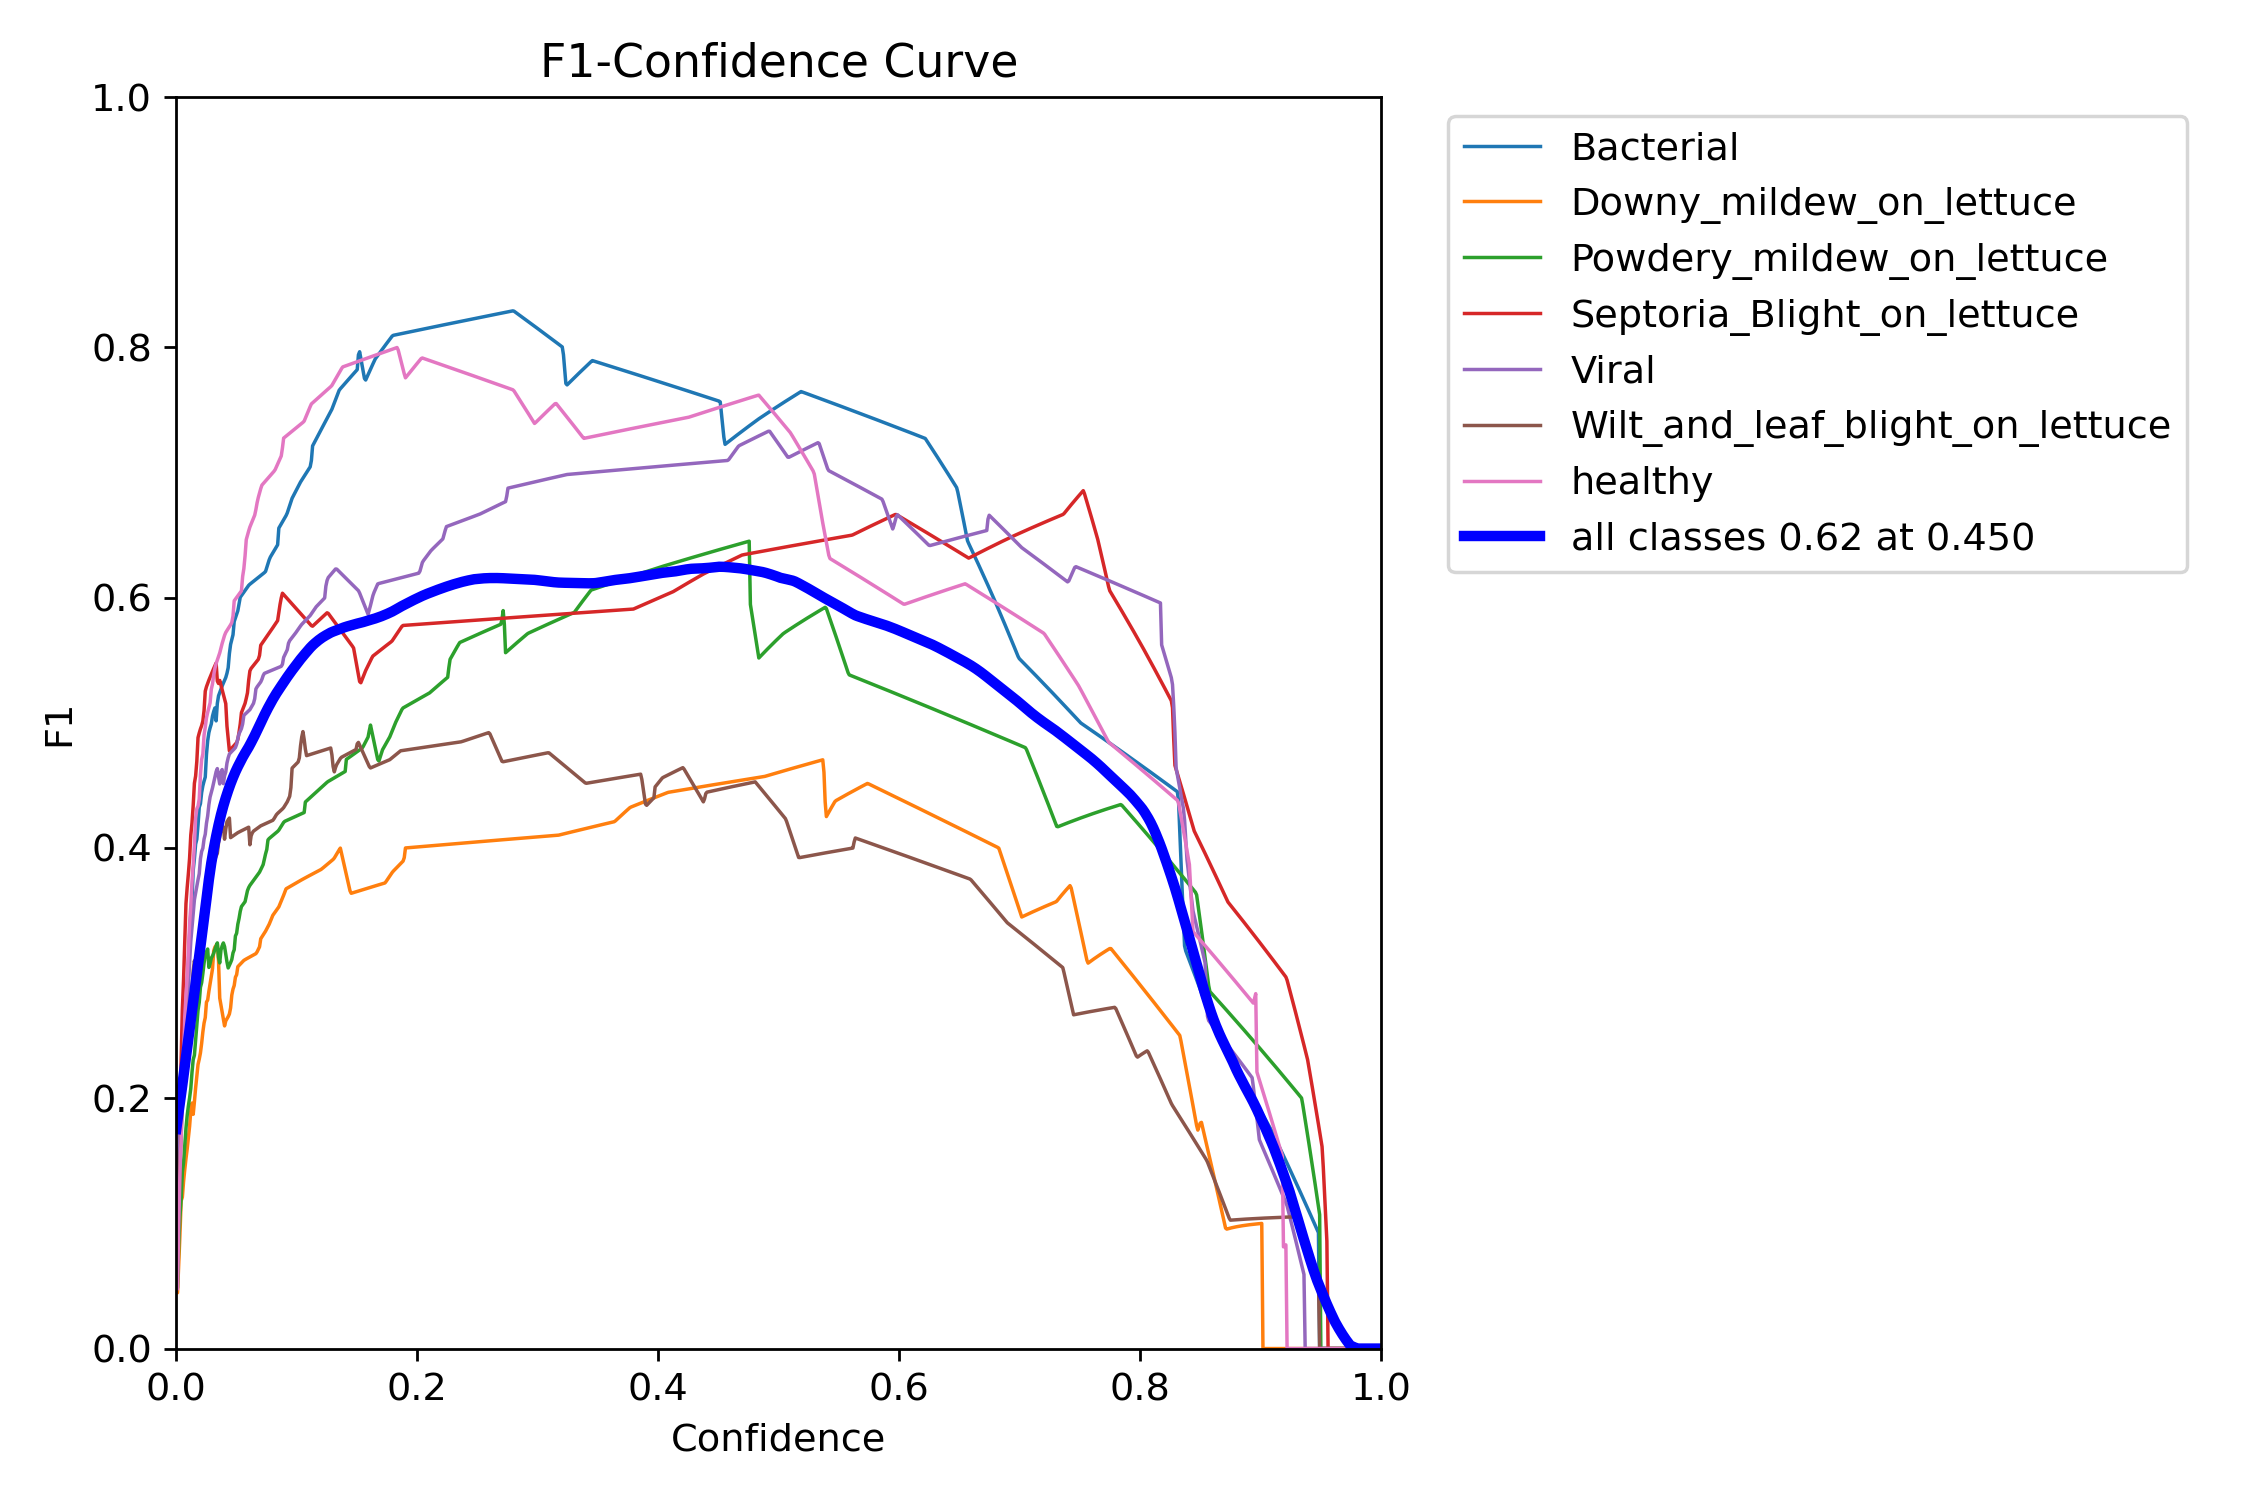 F1-Confidence Curve
1.0
0.8
0.6
0.4
0.2
0.0
F1
0.0 0.2 0.4 0.6 0.8 1.0
Confidence
Bacterial
Downy_mildew_on_lettuce
Powdery_mildew_on_lettuce
Septoria_Blight_on_lettuce
Viral
Wilt_and_leaf_blight_on_lettuce
healthy
all classes 0.62 at 0.450